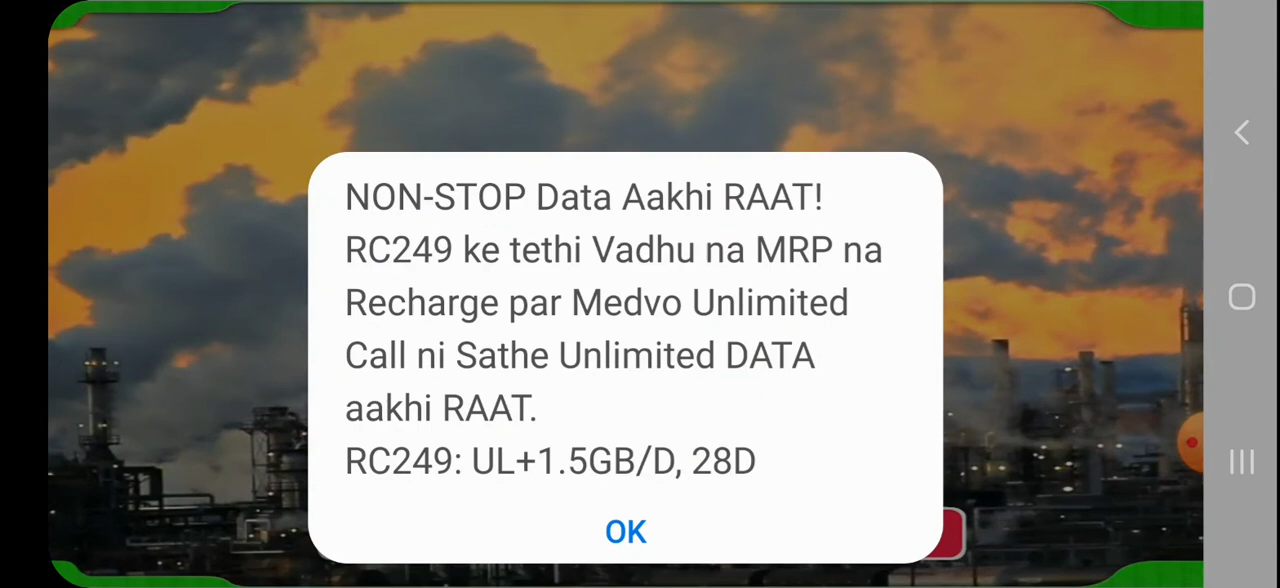 NON-STOP Data Aakhi RAAT!
RC249 ke tethi Vadhu na MRP na
Recharge par Medvo Unlimited
Call ni Sathe Unlimited DATA
aakhi RAAT.
RC249: UL+1.5GB/D, 28D
OK